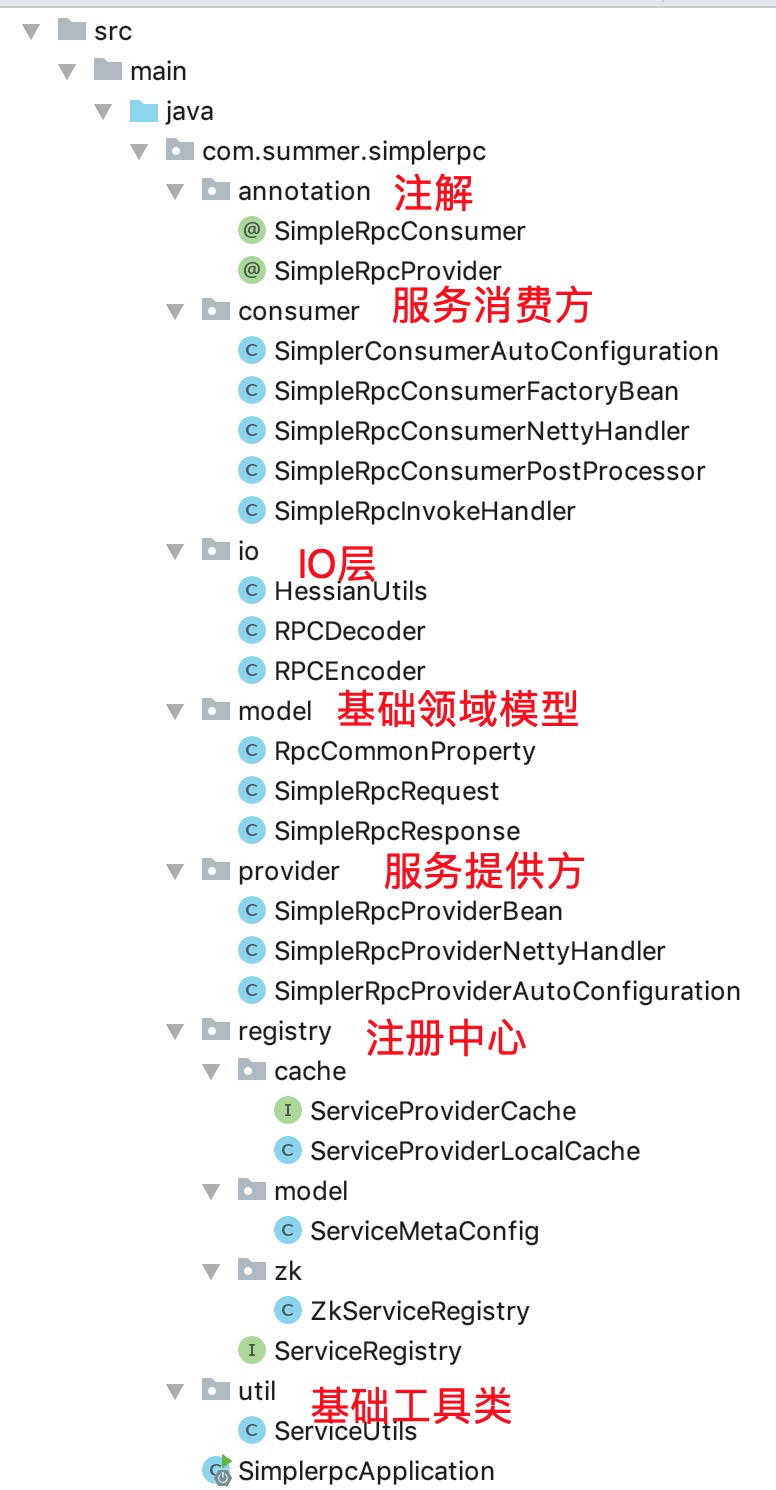 src
main
java
com.summer.simplerpc
annotation 注解
@ SimpleRpcConsumer
@ SimpleRpcProvider
consumer 服务消费方
C SimplerConsumerAutoConfiguration
C SimpleRpcConsumerFactoryBean
C SimpleRpcConsumerNettyHandler
C SimpleRpcConsumerPostProcessor
C SimpleRpcInvokeHandler
io IO层
C HessianUtils
C RPCDecoder
C RPCEncoder
model 基础领域模型
C RpcCommonProperty
C SimpleRpcRequest
C SimpleRpcResponse
provider 服务提供方
C SimpleRpcProviderBean
C SimpleRpcProviderNettyHandler
C SimplerRpcProviderAutoConfiguration
registry 注册中心
cache
I ServiceProviderCache
C ServiceProviderLocalCache
model
C ServiceMetaConfig
zk
C ZkServiceRegistry
I ServiceRegistry
util 基础工具类
C ServiceUtils
C SimplerpcApplication